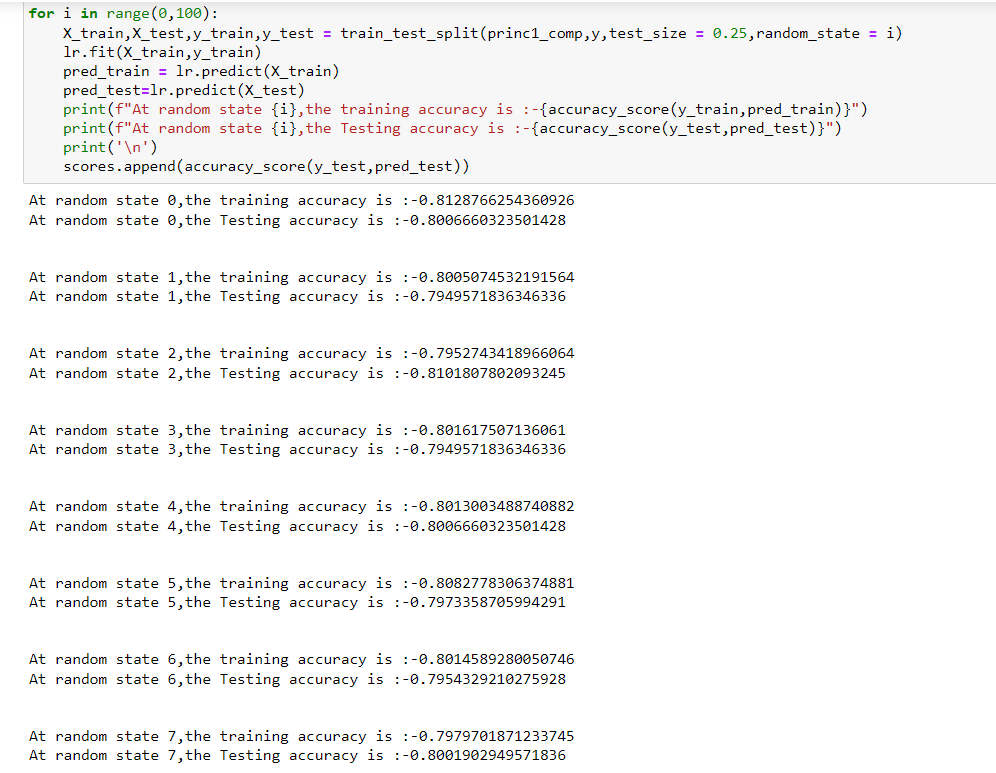 for i in range(0,100):
    X_train,X_test,y_train,y_test = train_test_split(princ1_comp,y,test_size = 0.25,random_state = i)
    lr.fit(X_train,y_train)
    pred_train = lr.predict(X_train)
    pred_test=lr.predict(X_test)
    print(f"At random state {i},the training accuracy is :-{accuracy_score(y_train,pred_train)}")
    print(f"At random state {i},the Testing accuracy is :-{accuracy_score(y_test,pred_test)}")
    print('\n')
    scores.append(accuracy_score(y_test,pred_test))
At random state 0,the training accuracy is :-0.8128766254360926
At random state 0,the Testing accuracy is :-0.8006660323501428
At random state 1,the training accuracy is :-0.8005074532191564
At random state 1,the Testing accuracy is :-0.7949571836346336
At random state 2,the training accuracy is :-0.7952743418966064
At random state 2,the Testing accuracy is :-0.8101807802093245
At random state 3,the training accuracy is :-0.801617507136061
At random state 3,the Testing accuracy is :-0.7949571836346336
At random state 4,the training accuracy is :-0.8013003488740882
At random state 4,the Testing accuracy is :-0.8006660323501428
At random state 5,the training accuracy is :-0.8082778306374881
At random state 5,the Testing accuracy is :-0.7973358705994291
At random state 6,the training accuracy is :-0.8014589280050746
At random state 6,the Testing accuracy is :-0.7954329210275928
At random state 7,the training accuracy is :-0.7979701871233745
At random state 7,the Testing accuracy is :-0.8001902949571836